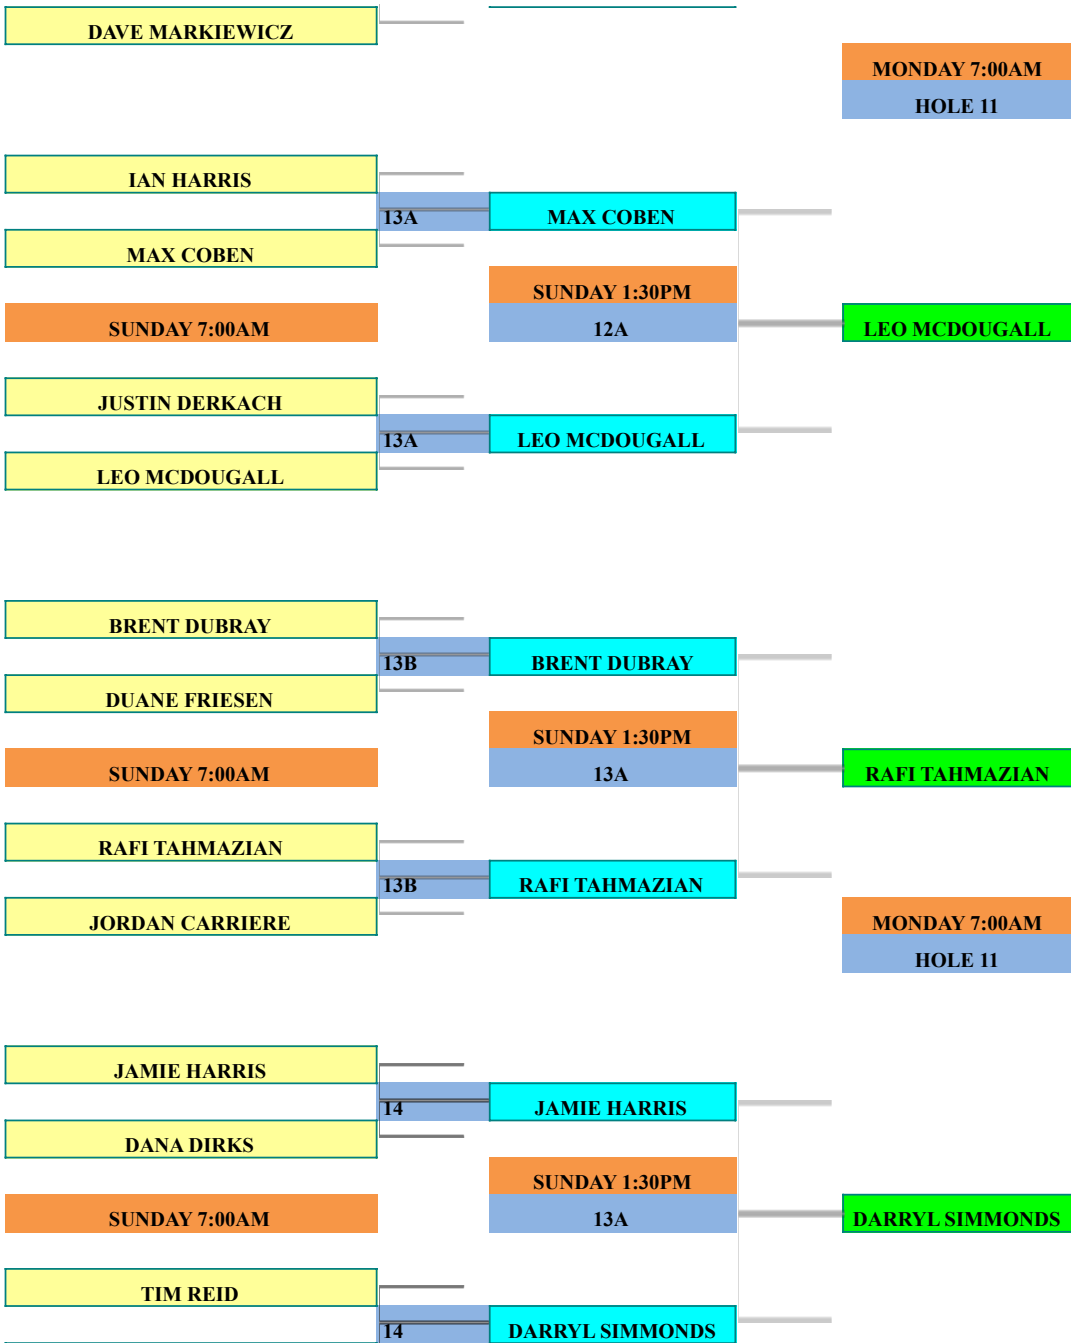 DAVE MARKIEWICZ
MONDAY 7:00AM
HOLE 11
IAN HARRIS
13A
MAX COBEN
MAX COBEN
SUNDAY 1:30PM
SUNDAY 7:00AM
12A
LEO MCDOUGALL
JUSTIN DERKACH
13A
LEO MCDOUGALL
LEO MCDOUGALL
BRENT DUBRAY
13B
BRENT DUBRAY
DUANE FRIESEN
SUNDAY 1:30PM
SUNDAY 7:00AM
13A
RAFI TAHMAZIAN
RAFI TAHMAZIAN
13B
RAFI TAHMAZIAN
JORDAN CARRIERE
MONDAY 7:00AM
HOLE 11
JAMIE HARRIS
14
JAMIE HARRIS
DANA DIRKS
SUNDAY 1:30PM
SUNDAY 7:00AM
13A
DARRYL SIMMONDS
TIM REID
14
DARRYL SIMMONDS